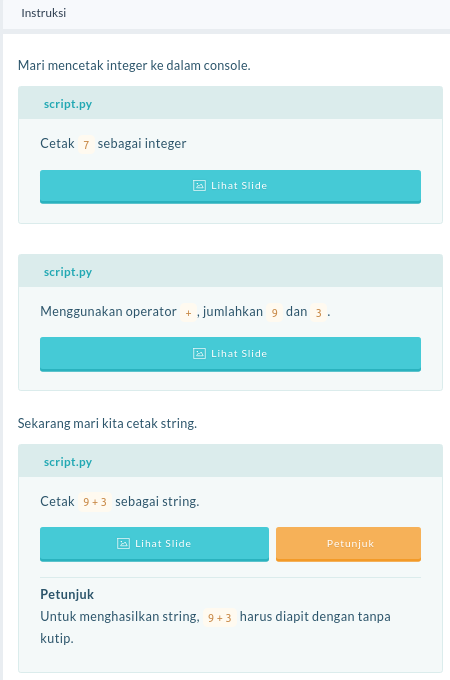 Instruksi
Mari mencetak integer ke dalam console.
script.py
Cetak 7 sebagai integer
Lihat Slide
script.py
Menggunakan operator +, jumlahkan 9 dan 3.
Lihat Slide
Sekarang mari kita cetak string.
script.py
Cetak 9+3 sebagai string.
Lihat Slide
Petunjuk
Petunjuk
Untuk menghasilkan string, 9+3 harus diapit dengan tanpa
kutip.